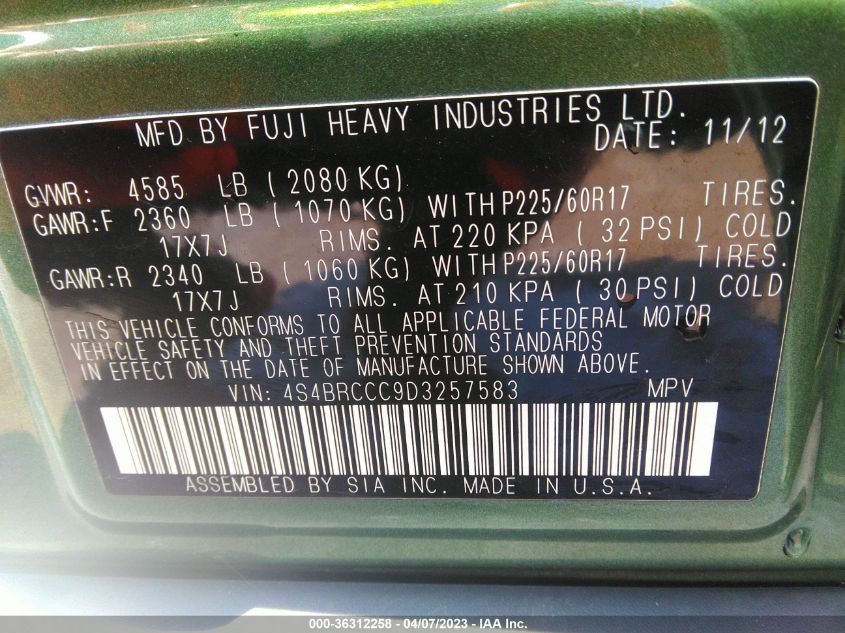 MFD BY FUJI HEAVY INDUSTRIES LTD.
DATE: 11/12
GVWR: 4585 LB ( 2080 KG)
GAWR:F 2360 LB ( 1070 KG) WITH P225/60R17 TIRES.
17X7J RIMS. AT 220 KPA ( 32 PSI) COLD
GAWR:R 2340 LB ( 1060 KG) WITH P225/60R17 TIRES.
17X7J RIMS. AT 210 KPA ( 30 PSI) COLD
THIS VEHICLE CONFORMS TO ALL APPLICABLE FEDERAL MOTOR
VEHICLE SAFETY AND THEFT PREVENTION STANDARDS
IN EFFECT ON THE DATE OF MANUFACTURE SHOWN ABOVE.
VIN: 4S4BRCCC9D3257583 MPV
ASSEMBLED BY SIA INC. MADE IN U.S.A.
000-36312258 - 04/07/2023 - IAA Inc.